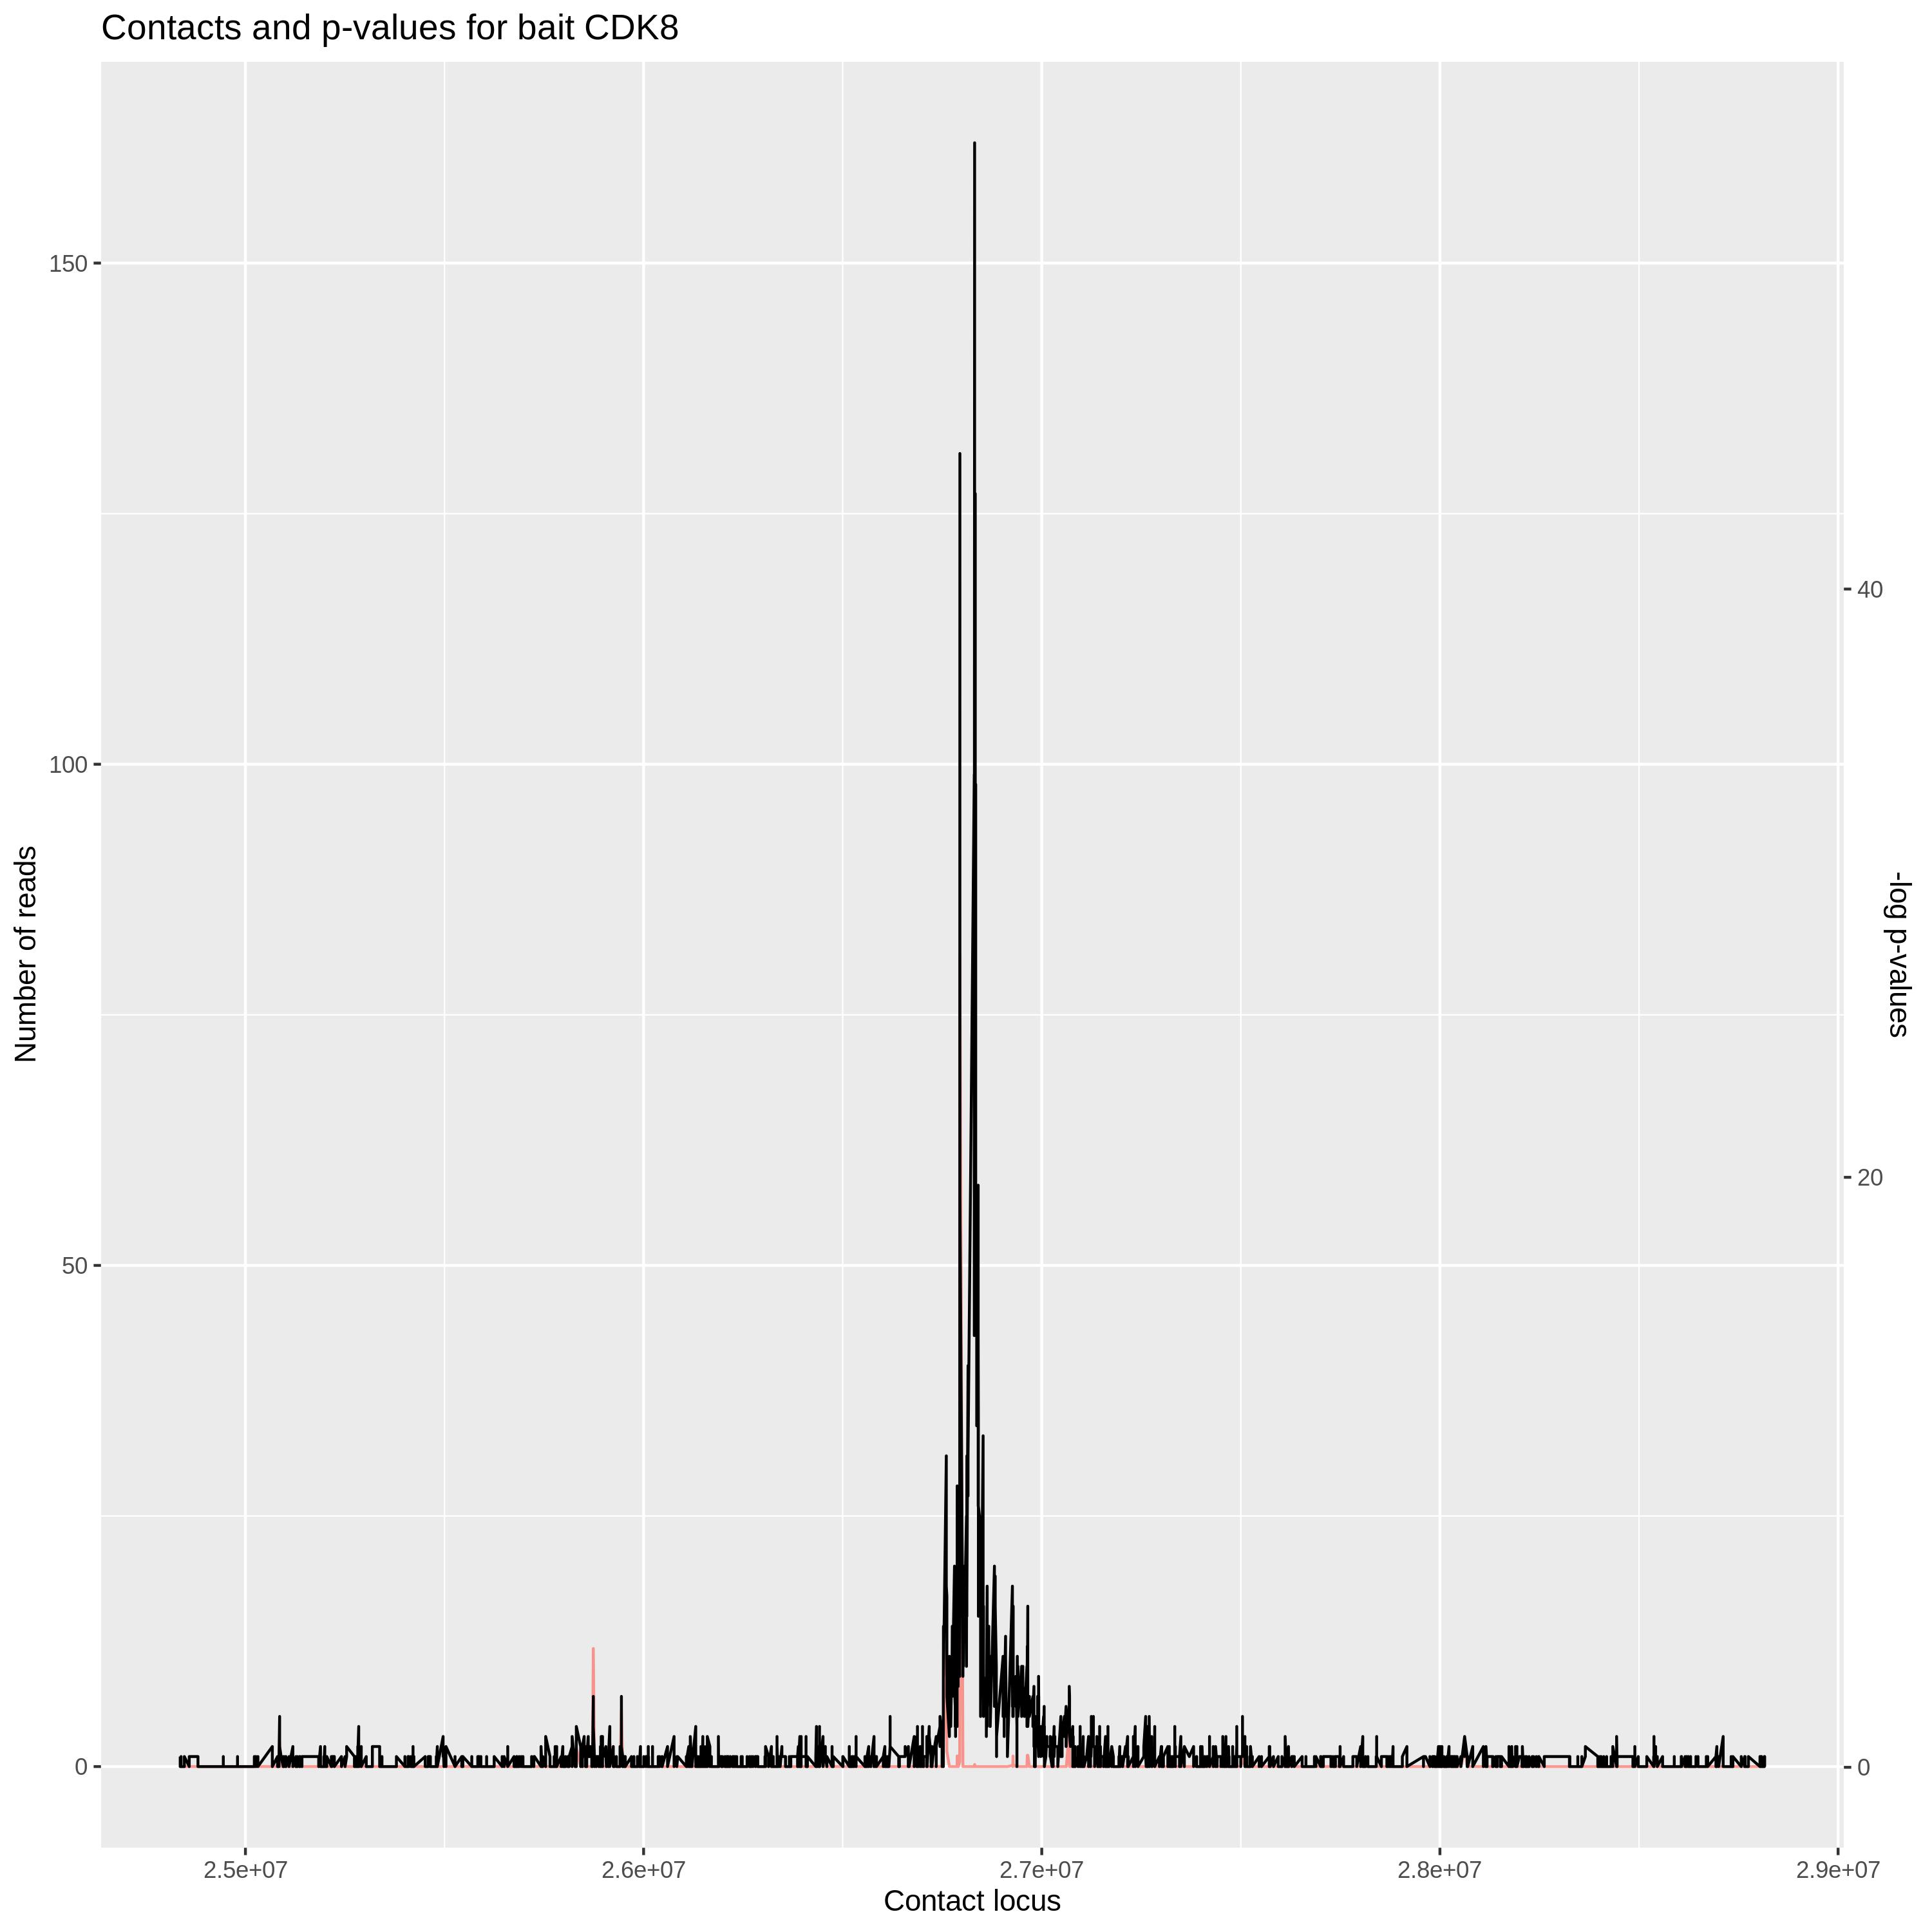 Contacts and p-values for bait CDK8
150
100
50
0
Number of reads
40
20
0
-log p-values
2.5e+07
2.6e+07
2.7e+07
2.8e+07
2.9e+07
Contact locus